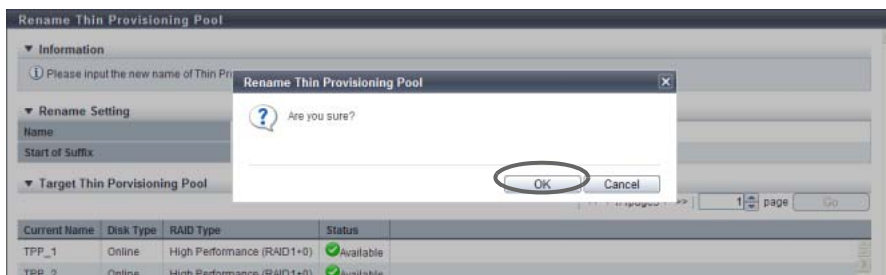 Rename Thin Provisioning Pool
▼ Information
Please input the new name of Thin Pr
Rename Thin Provisioning Pool
Are you sure?
▼ Rename Setting
Name
Start of Suffix
OK Cancel
▼ Target Thin Porvisioning Pool
>> 1 page Go
Current Name Disk Type RAID Type Status
TPP_1 Online High Performance (RAID1+0) Available
TPP_2 Online High Performance (RAID1+0) Available